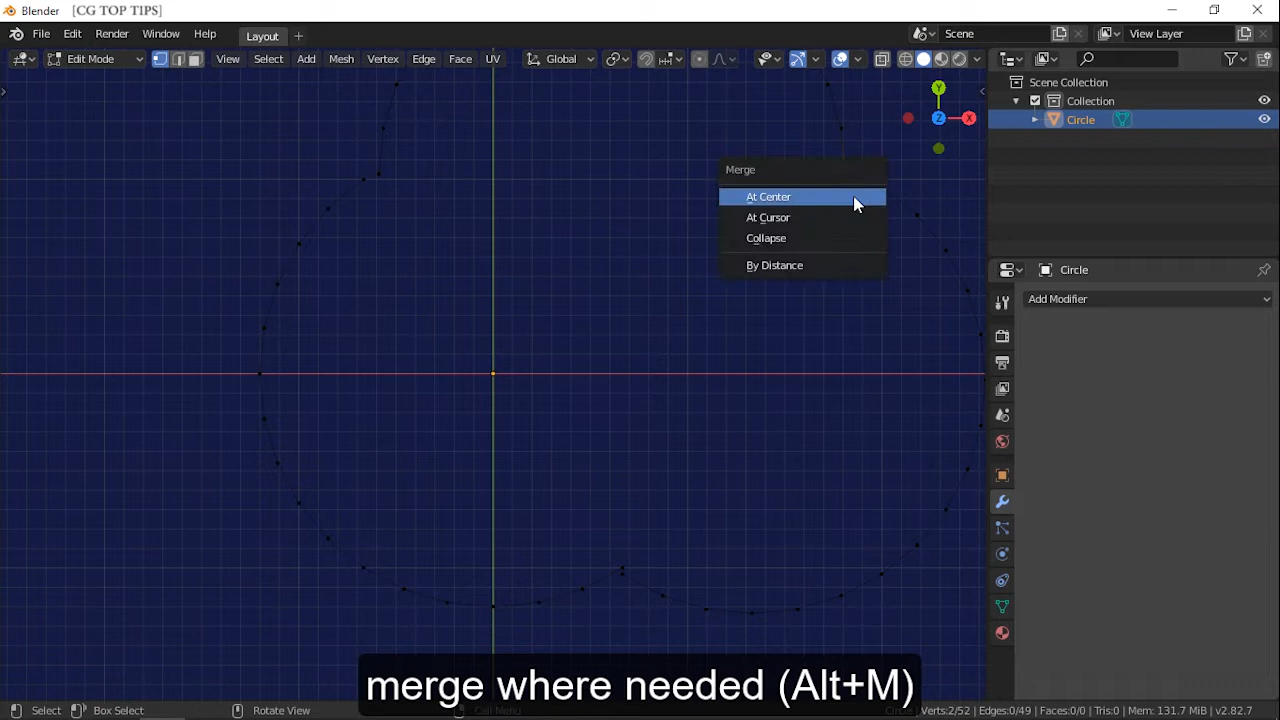 Blender [CG TOP TIPS]
File Edit Render Window Help Layout + Scene View Layer
Edit Mode View Select Add Mesh Vertex Edge Face UV Global
Scene Collection
Collection
Circle
Y
Z X
Merge
At Center
At Cursor
Collapse
By Distance
Circle
Add Modifier
merge where needed (Alt+M)
Select Box Select Rotate View Call Menu Circle | Verts:2/52 | Edges:0/49 | Faces:0/0 | Tris:0 | Mem: 131.7 MiB | v2.82.7